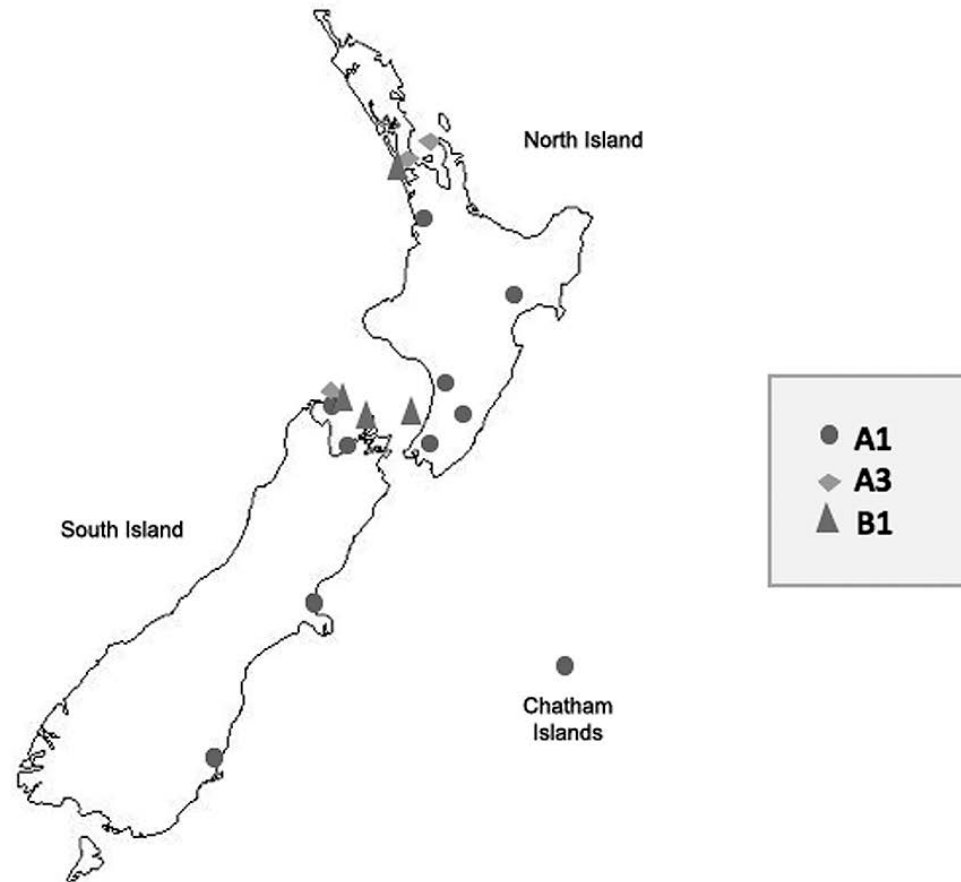 North Island
A1
A3
B1
South Island
Chatham
Islands